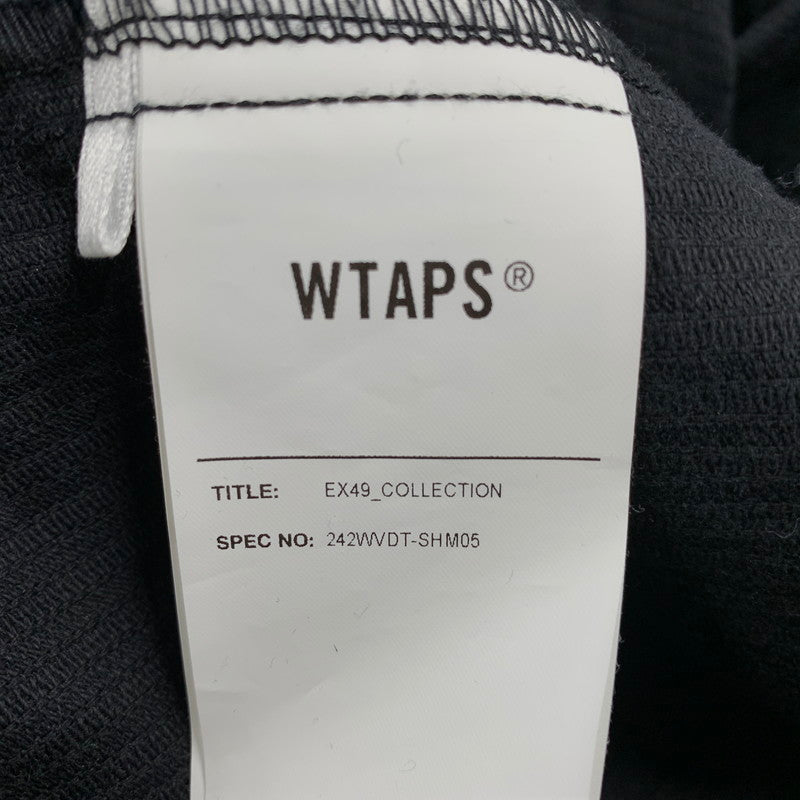 WTAPS®
TITLE: EX49_COLLECTION
SPEC NO: 242WVDT-SHM05